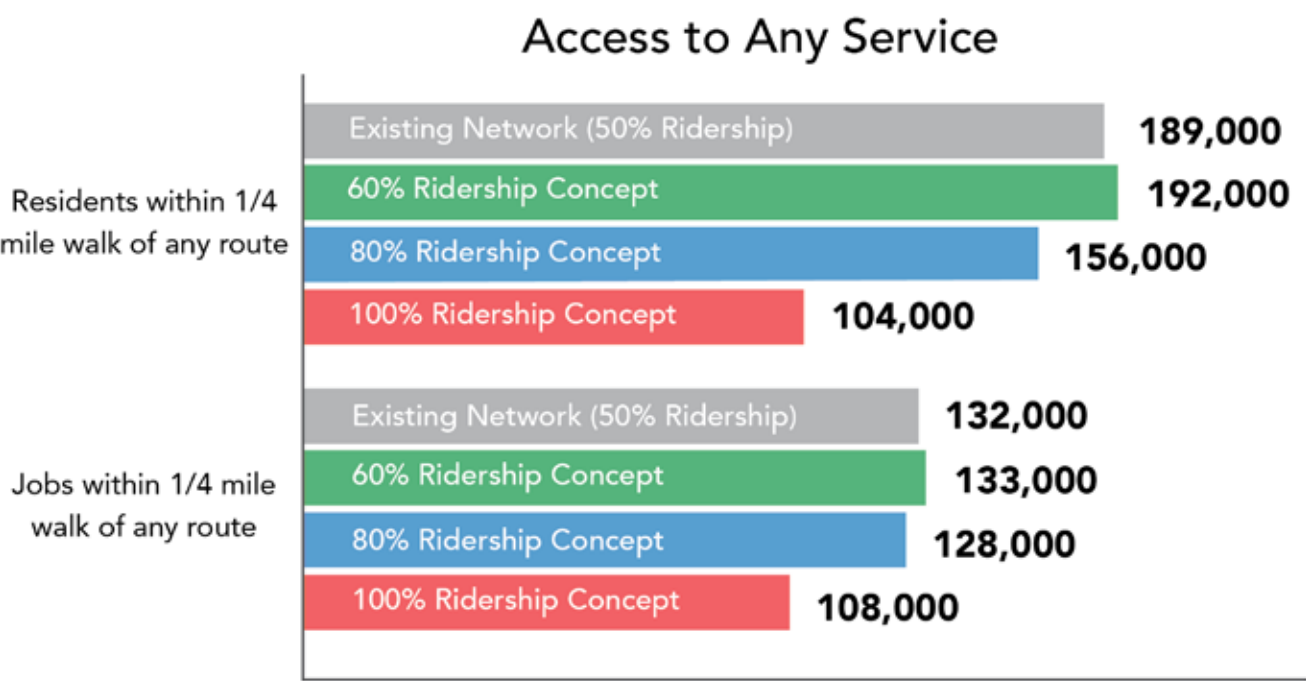 Access to Any Service
Residents within 1/4
mile walk of any route
Existing Network (50% Ridership)
189,000
60% Ridership Concept
192,000
80% Ridership Concept
156,000
100% Ridership Concept
104,000
Jobs within 1/4 mile
walk of any route
Existing Network (50% Ridership)
132,000
60% Ridership Concept
133,000
80% Ridership Concept
128,000
100% Ridership Concept
108,000